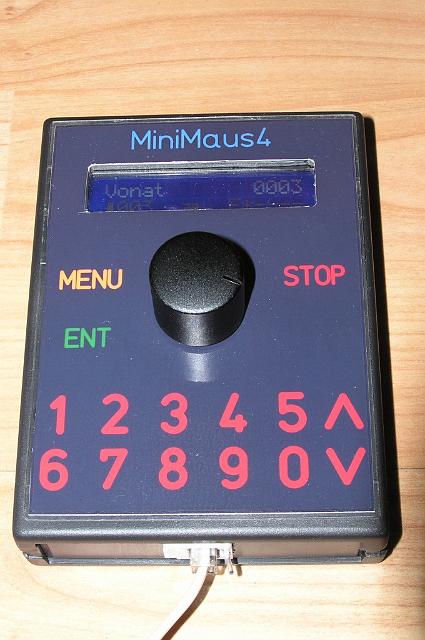 MiniMaus4
Vonat 0003
MENU STOP
ENT
1 2 3 4 5 ᐱ
6 7 8 9 0 ᐯ